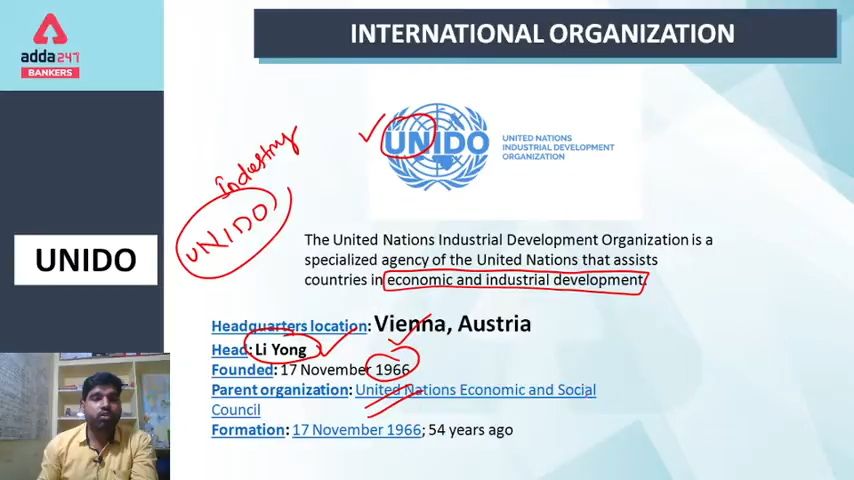 adda247
BANKERS
INTERNATIONAL ORGANIZATION
UNIDO
UNITED NATIONS
INDUSTRIAL DEVELOPMENT
ORGANIZATION
Industry
UNIDO
UNIDO
The United Nations Industrial Development Organization is a
specialized agency of the United Nations that assists
countries in economic and industrial development.
Headquarters location: Vienna, Austria
Head: Li Yong
Founded: 17 November 1966
Parent organization: United Nations Economic and Social
Council
Formation: 17 November 1966; 54 years ago